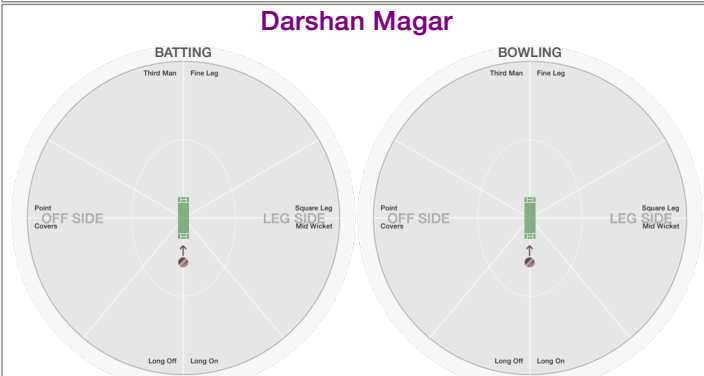 Darshan Magar
BATTING
Third Man Fine Leg
Point
OFF SIDE
Covers
Square Leg
LEG SIDE
Mid Wicket
Long Off Long On
BOWLING
Third Man Fine Leg
Point
OFF SIDE
Covers
Square Leg
LEG SIDE
Mid Wicket
Long Off Long On